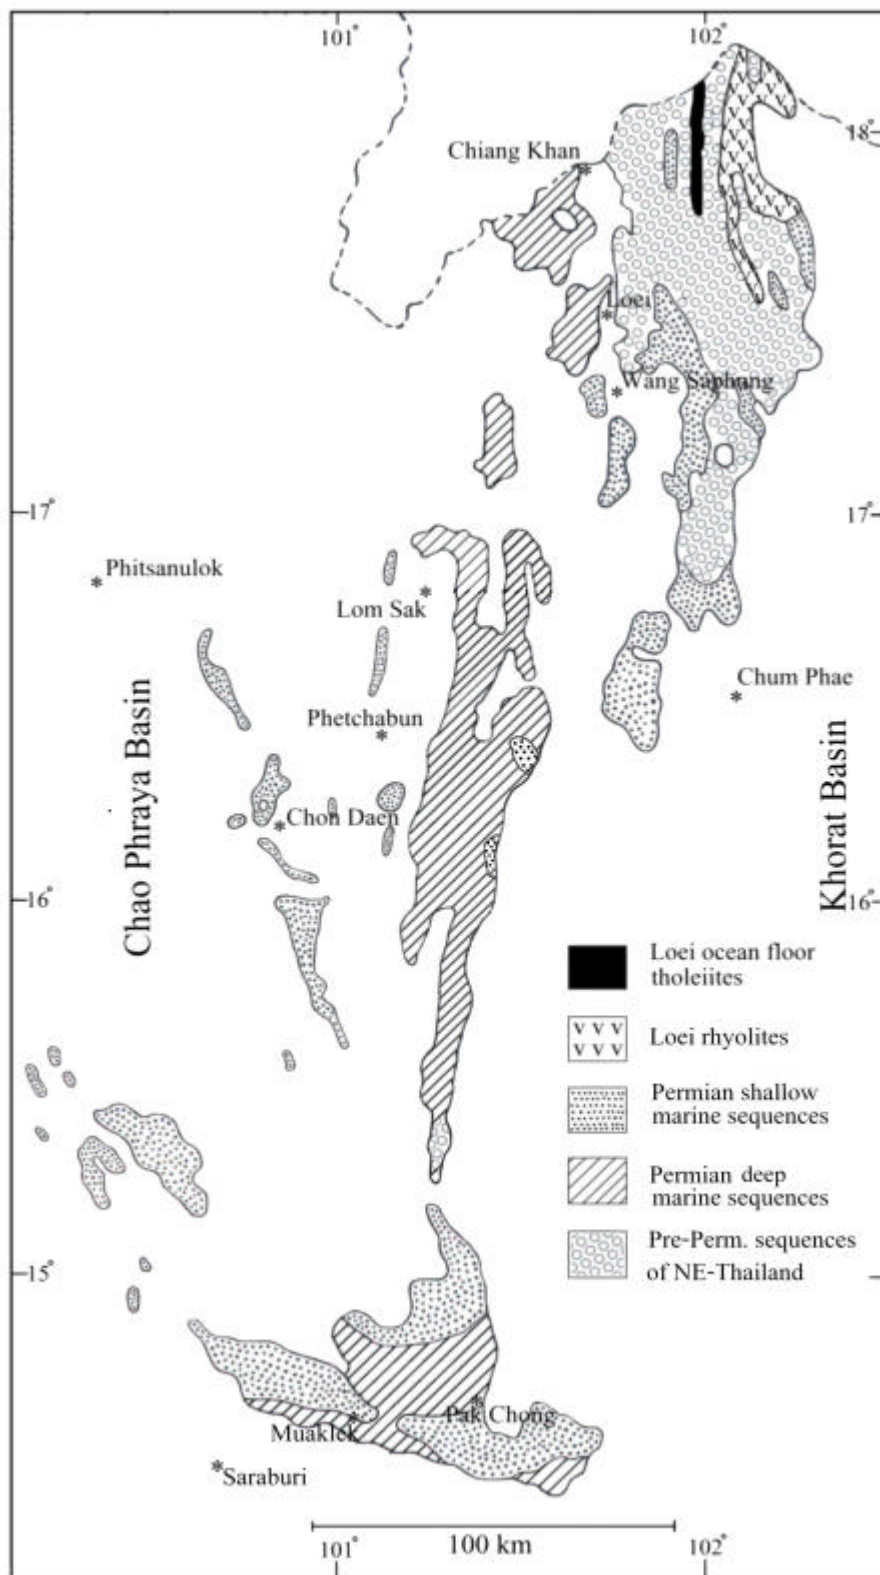 101°
102°
18°
Chiang Khan
Loei
Wang Saphung
17°
17°
Phitsanulok
Lom Sak
Chum Phae
Phetchabun
Chao Phraya Basin
Khorat Basin
Chon Daen
16°
16°
Loei ocean floor
tholeiites
V V V
V V V
Loei rhyolites
Permian shallow
marine sequences
Permian deep
marine sequences
Pre-Perm. sequences
of NE-Thailand
15°
Pak Chong
Muaklek
Saraburi
100 km
101°
102°